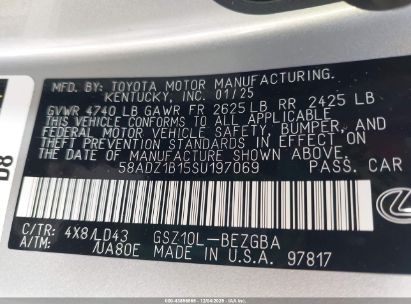 MFD. BY: TOYOTA MOTOR MANUFACTURING.
KENTUCKY, INC. 01/25
GVWR 4740 LB GAWR FR 2625 LB RR 2425 LB
THIS VEHICLE CONFORMS TO ALL APPLICABLE
FEDERAL MOTOR VEHICLE SAFETY, BUMPER, AND
THEFT PREVENTION STANDARDS IN EFFECT ON
THE DATE OF MANUFACTURE SHOWN ABOVE.
58ADZ1B15SU197069 PASS. CAR
C/TR: 4X8/LD43 GSZ10L-BEZGBA
A/TM: /UA80E MADE IN U.S.A. 97817
D8